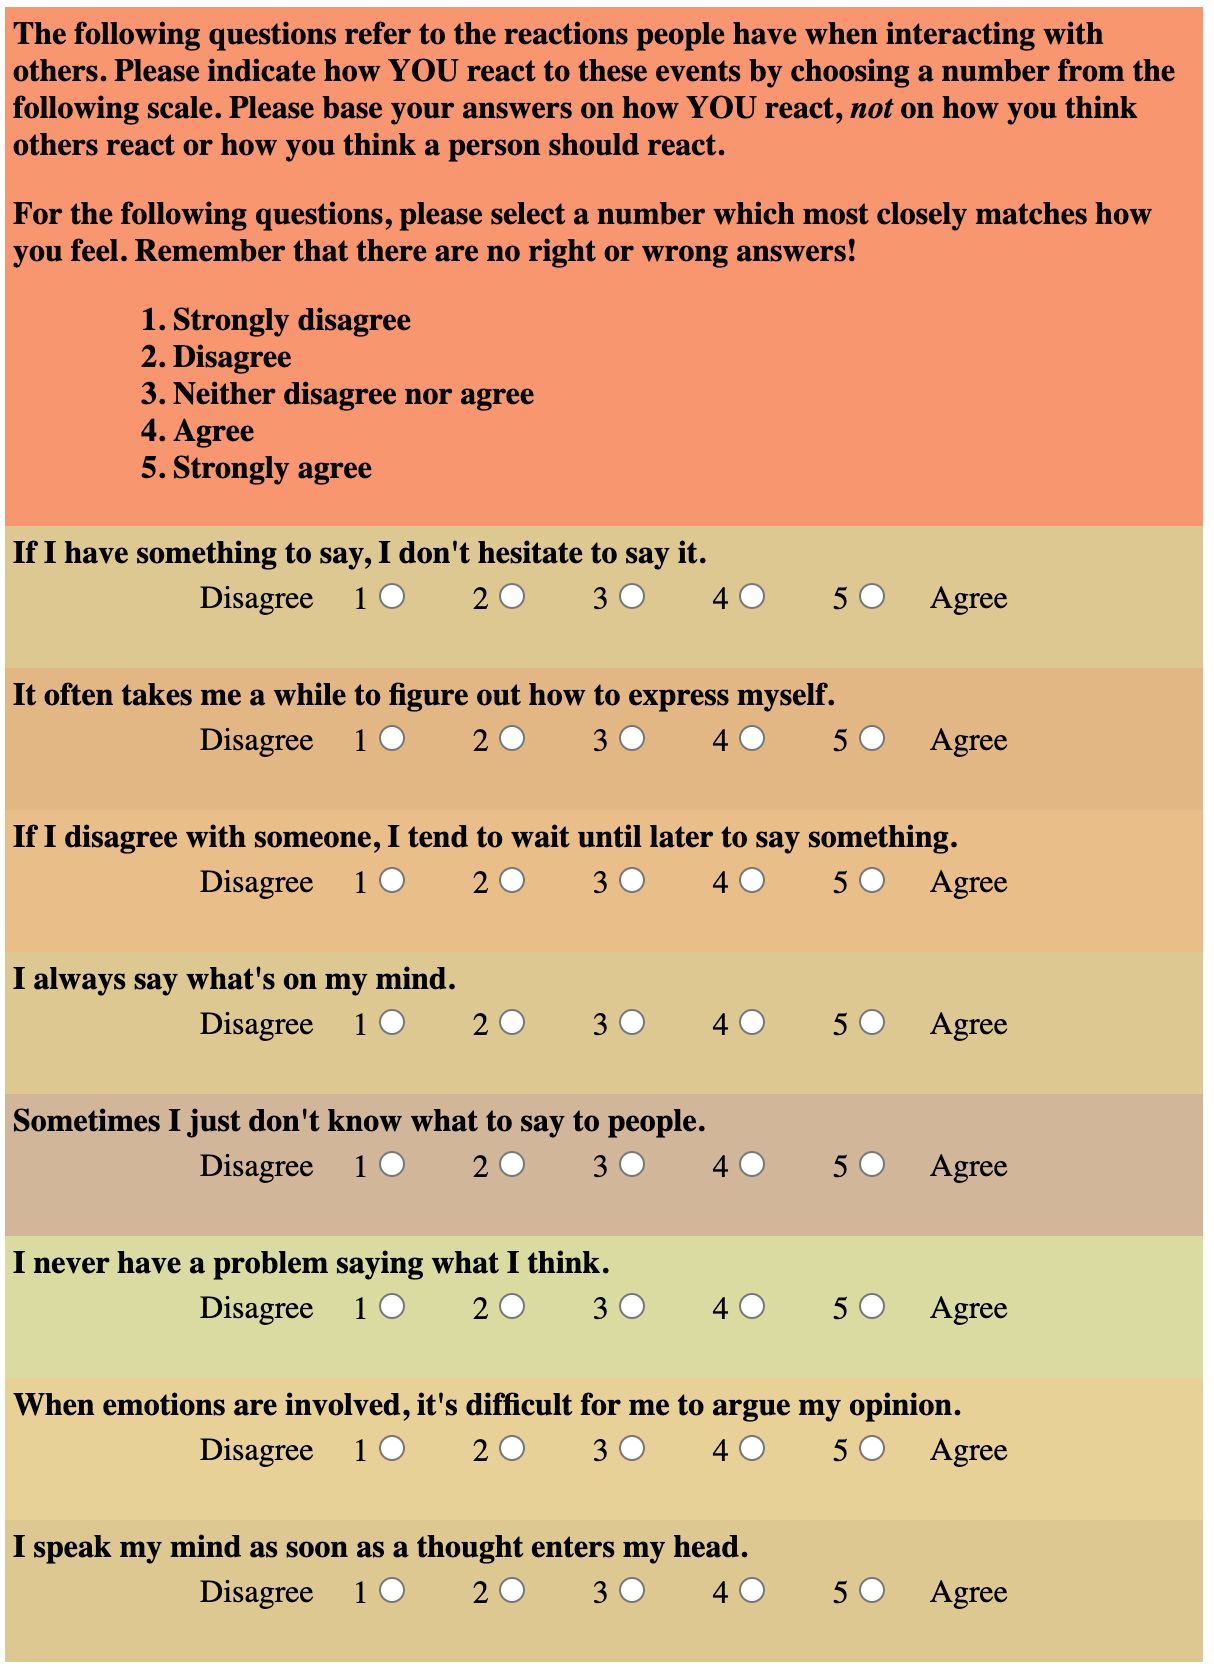 The following questions refer to the reactions people have when interacting with
others. Please indicate how YOU react to these events by choosing a number from the
following scale. Please base your answers on how YOU react, not on how you think
others react or how you think a person should react.
For the following questions, please select a number which most closely matches how
you feel. Remember that there are no right or wrong answers!
1. Strongly disagree
2. Disagree
3. Neither disagree nor agree
4. Agree
5. Strongly agree
If I have something to say, I don't hesitate to say it.
Disagree 1 2 3 4 5 Agree
It often takes me a while to figure out how to express myself.
Disagree 1 2 3 4 5 Agree
If I disagree with someone, I tend to wait until later to say something.
Disagree 1 2 3 4 5 Agree
I always say what's on my mind.
Disagree 1 2 3 4 5 Agree
Sometimes I just don't know what to say to people.
Disagree 1 2 3 4 5 Agree
I never have a problem saying what I think.
Disagree 1 2 3 4 5 Agree
When emotions are involved, it's difficult for me to argue my opinion.
Disagree 1 2 3 4 5 Agree
I speak my mind as soon as a thought enters my head.
Disagree 1 2 3 4 5 Agree